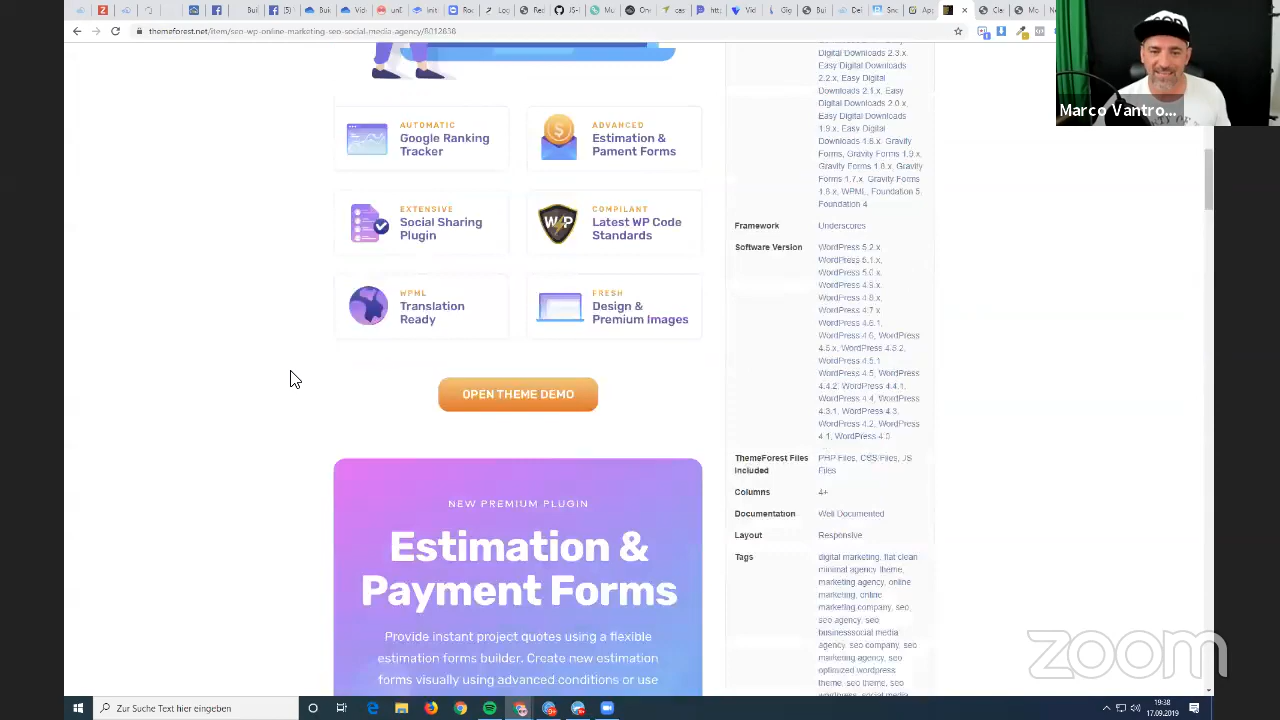 themeforest.net/item/seo-wp-online-marketing-seo-social-media-agency/8012838
Marco Vantro...
AUTOMATIC
Google Ranking
Tracker
ADVANCED
Estimation &
Pament Forms
EXTENSIVE
Social Sharing
Plugin
COMPILANT
Latest WP Code
Standards
WPML
Translation
Ready
FRESH
Design &
Premium Images
OPEN THEME DEMO
NEW PREMIUM PLUGIN
Estimation &
Payment Forms
Provide instant project quotes using a flexible
estimation forms builder. Create new estimation
forms visually using advanced conditions or use
Digital Downloads 2.3.x,
Easy Digital Downloads
2.2.x, Easy Digital
Downloads 2.1.x, Easy
Digital Downloads 2.0.x,
Easy Digital Downloads
1.9.x, Easy Digital
Downloads 1.8.x, Gravity
Forms, Gravity Forms 1.9.x,
Gravity Forms 1.8.x, Gravity
Forms 1.7.x, Gravity Forms
1.6.x, WPML, Foundation 5,
Foundation 4
Framework
Underscores
Software Version
WordPress 5.2.x,
WordPress 5.1.x,
WordPress 5.0.x,
WordPress 4.9.x,
WordPress 4.8.x,
WordPress 4.7.x,
WordPress 4.6.1,
WordPress 4.6, WordPress
4.5.x, WordPress 4.5.2,
WordPress 4.5.1,
WordPress 4.5, WordPress
4.4.2, WordPress 4.4.1,
WordPress 4.4, WordPress
4.3.1, WordPress 4.3,
WordPress 4.2, WordPress
4.1, WordPress 4.0
ThemeForest Files
Included
PHP Files, CSS Files, JS
Files
Columns
4+
Documentation
Well Documented
Layout
Responsive
Tags
digital marketing, flat clean
minimal agency theme,
marketing agency, online
marketing, online
marketing company, seo,
seo agency, seo
businesssocial media
agency, seo company, seo
marketing agency, seo
optimized wordpress
theme, seo theme, seo
zoom
Zur Suche Text hier eingeben
19:38
17.09.2019